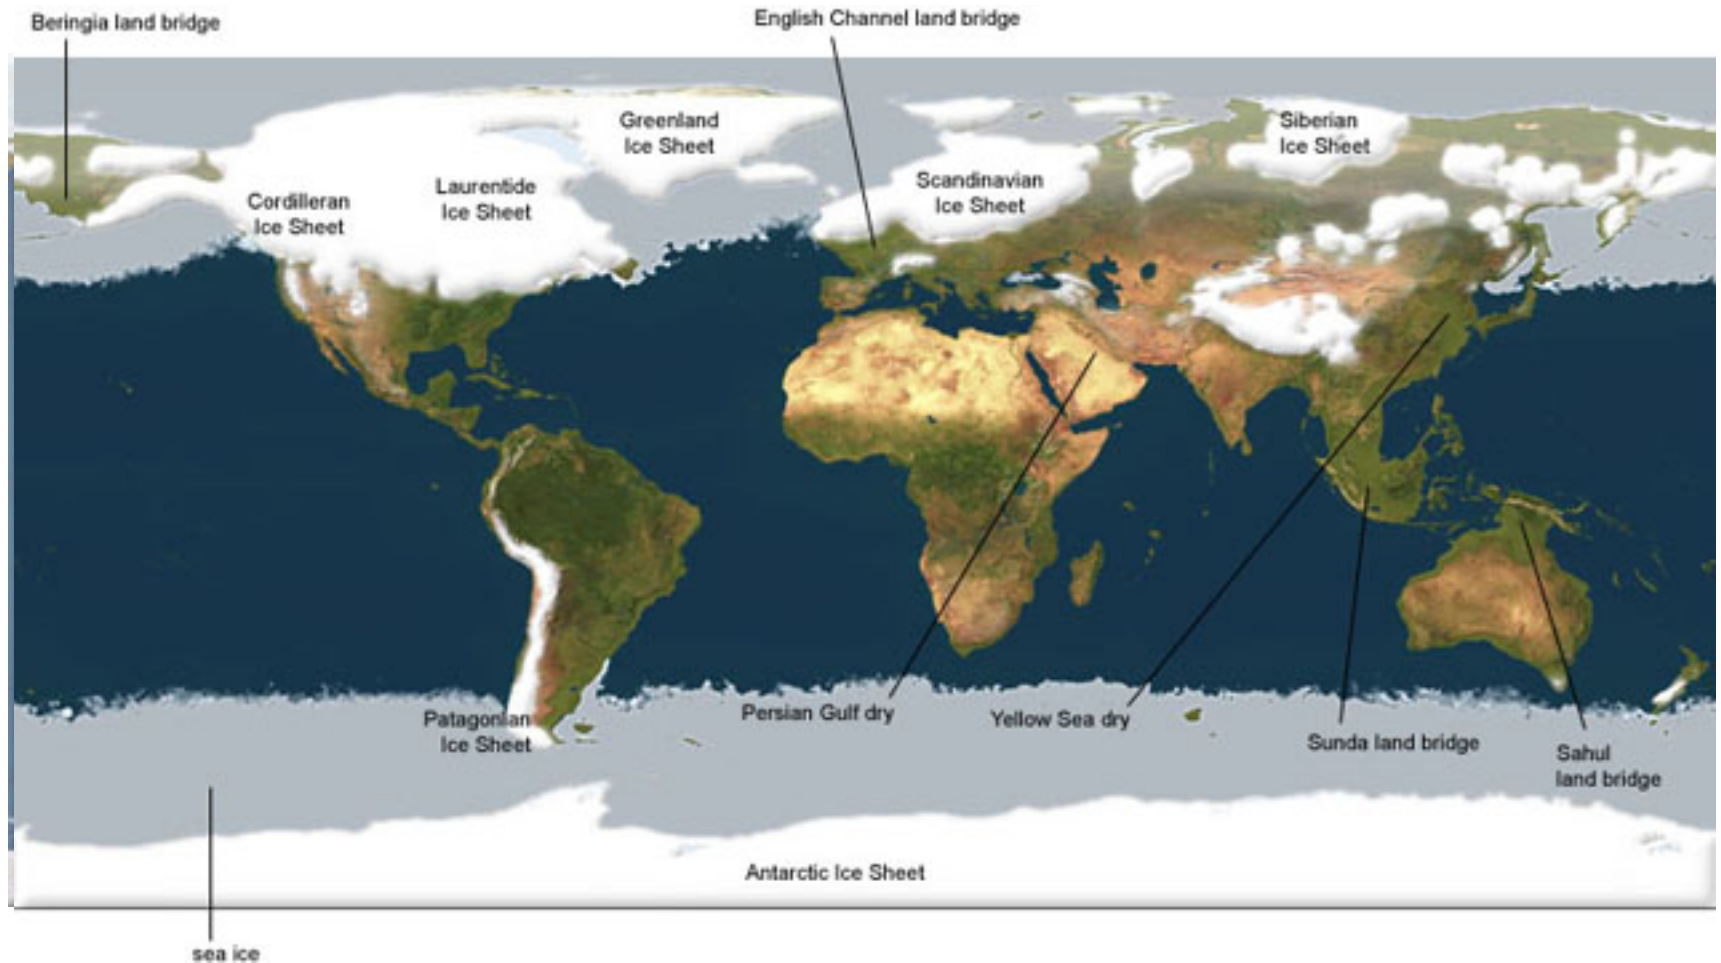 Beringia land bridge
English Channel land bridge
Greenland
Ice Sheet
Siberian
Ice Sheet
Scandinavian
Ice Sheet
Laurentide
Ice Sheet
Cordilleran
Ice Sheet
Patagonian
Ice Sheet
Persian Gulf dry
Yellow Sea dry
Sunda land bridge
Sahul
land bridge
Antarctic Ice Sheet
sea ice